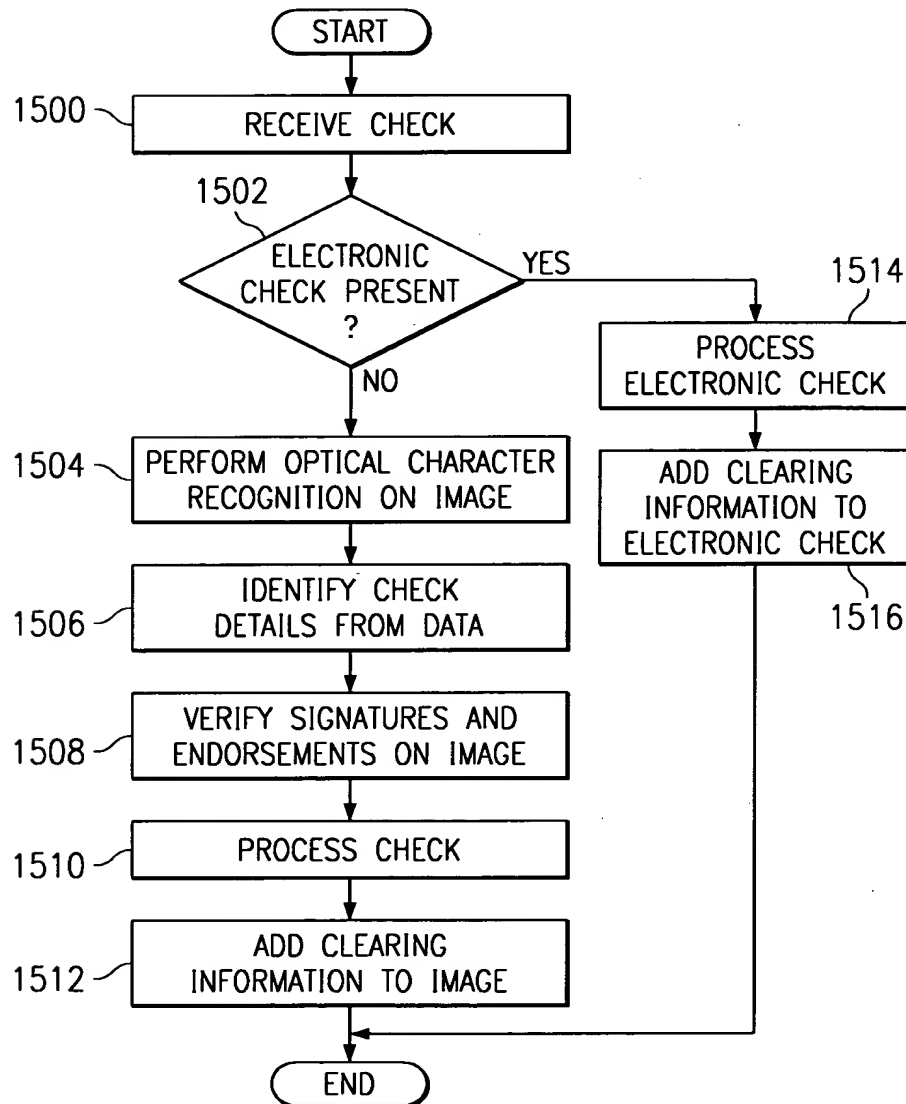 START
1500
RECEIVE CHECK
1502
ELECTRONIC
CHECK PRESENT
?
YES
NO
1514
PROCESS
ELECTRONIC CHECK
1504
PERFORM OPTICAL CHARACTER
RECOGNITION ON IMAGE
ADD CLEARING
INFORMATION TO
ELECTRONIC CHECK
1516
1506
IDENTIFY CHECK
DETAILS FROM DATA
1508
VERIFY SIGNATURES AND
ENDORSEMENTS ON IMAGE
1510
PROCESS CHECK
1512
ADD CLEARING
INFORMATION TO IMAGE
END